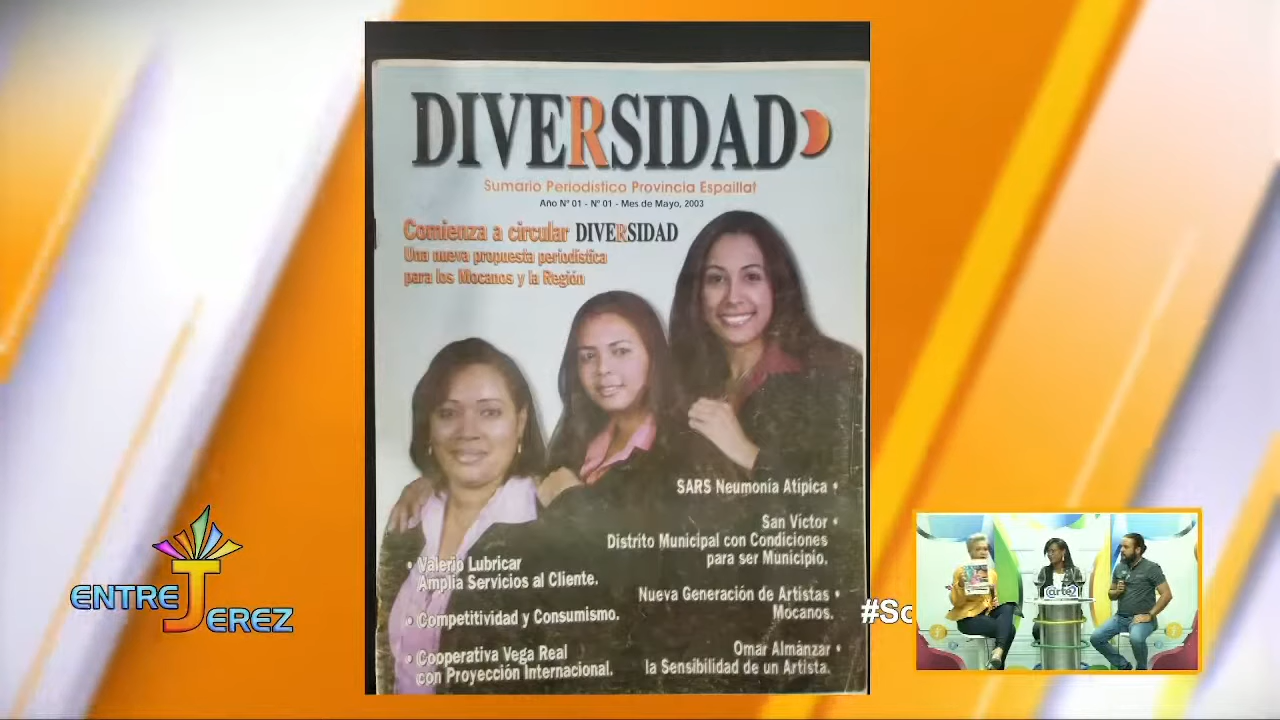 DIVERSIDAD
Sumario Periodístico Provincia Espaillat
Año Nº 01 - Nº 01 - Mes de Mayo, 2003
Comienza a circular DIVERSIDAD
Una nueva propuesta periodística
para los Mocanos y la Región
SARS Neumonía Atípica •
San Víctor •
Distrito Municipal con Condiciones
para ser Municipio.
Nueva Generación de Artistas •
Mocanos.
Omar Almánzar •
la Sensibilidad de un Artista.
• Valerio Lubricar
Amplia Servicios al Cliente.
• Competitividad y Consumismo.
• Cooperativa Vega Real
con Proyección Internacional.
ENTRE JEREZ